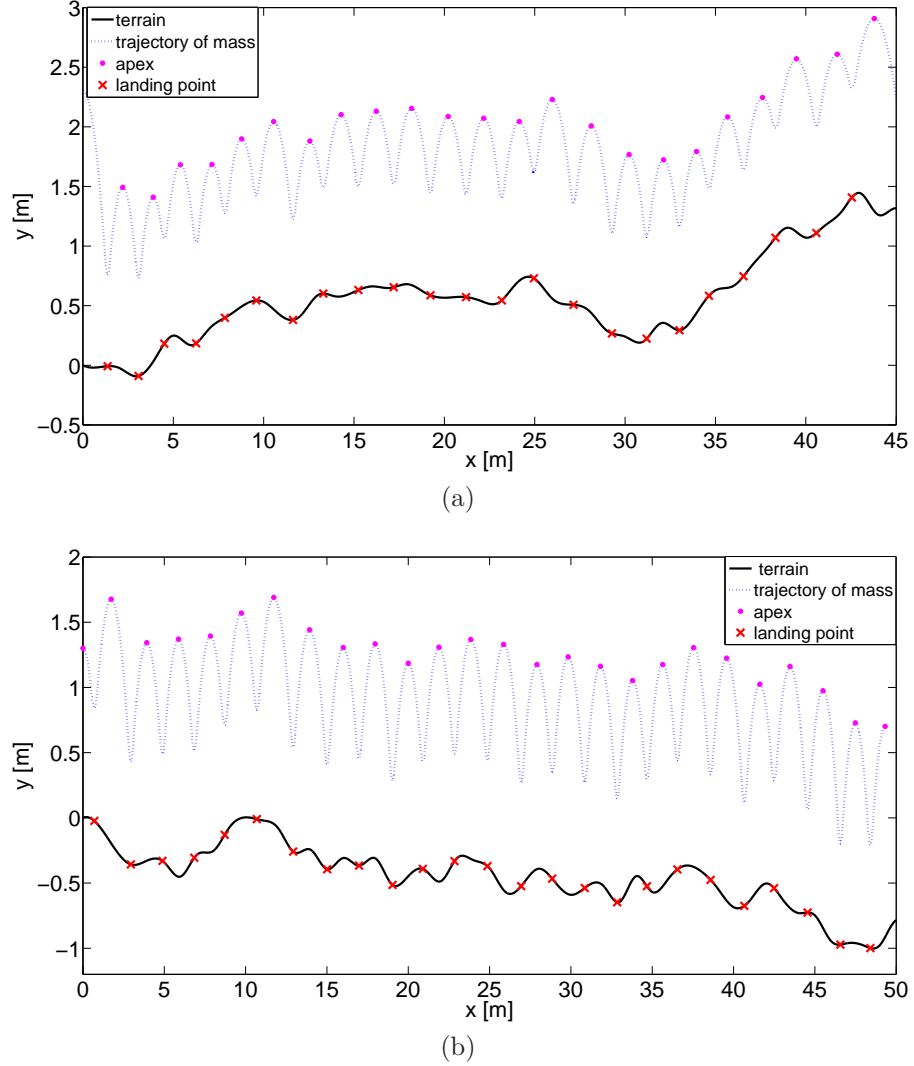 3
2.5
2
1.5
1
0.5
0
−0.5
y [m]
terrain
trajectory of mass
apex
landing point
0 5 10 15 20 25 30 35 40 45
x [m]
(a)
2
1.5
1
0.5
0
−0.5
−1
y [m]
terrain
trajectory of mass
apex
landing point
0 5 10 15 20 25 30 35 40 45 50
x [m]
(b)